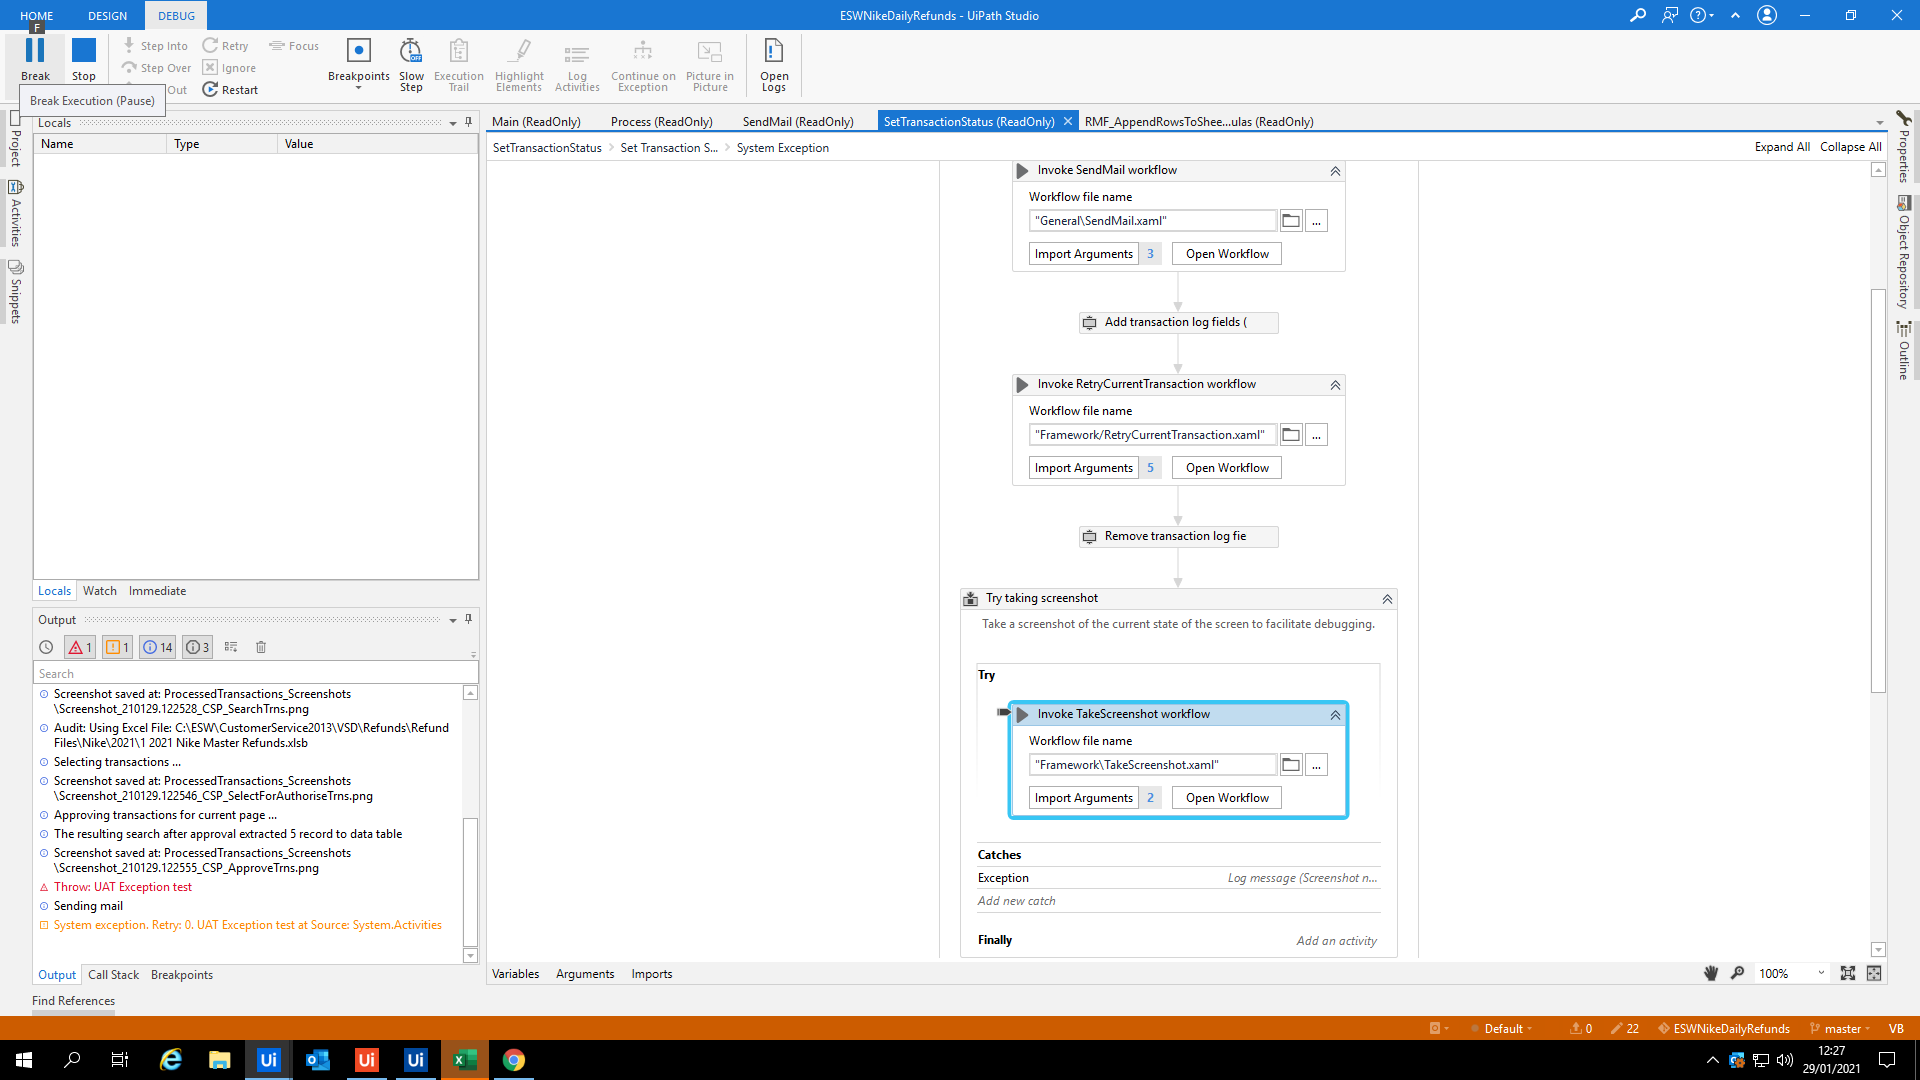 HOME
DESIGN
DEBUG
ESWNikeDailyRefunds - UiPath Studio
F
Break
Stop
Step Into
Step Over
Out
Retry
Ignore
Restart
Focus
Breakpoints
Slow
Step
Execution
Trail
Highlight
Elements
Log
Activities
Continue on
Exception
Picture in
Picture
Open
Logs
Break Execution (Pause)
Project
Activities
Snippets
Locals
Name
Type
Value
Locals
Watch
Immediate
Output
1
1
14
3
Search
Screenshot saved at: ProcessedTransactions_Screenshots
\Screenshot_210129.122528_CSP_SearchTrns.png
Audit: Using Excel File: C:\ESW\CustomerService2013\VSD\Refunds\Refund
Files\Nike\2021\1 2021 Nike Master Refunds.xlsb
Selecting transactions ...
Screenshot saved at: ProcessedTransactions_Screenshots
\Screenshot_210129.122546_CSP_SelectForAuthoriseTrns.png
Approving transactions for current page ...
The resulting search after approval extracted 5 record to data table
Screenshot saved at: ProcessedTransactions_Screenshots
\Screenshot_210129.122555_CSP_ApproveTrns.png
Throw: UAT Exception test
Sending mail
System exception. Retry: 0. UAT Exception test at Source: System.Activities
Output
Call Stack
Breakpoints
Find References
Main (ReadOnly)
Process (ReadOnly)
SendMail (ReadOnly)
SetTransactionStatus (ReadOnly)
RMF_AppendRowsToShee...ulas (ReadOnly)
SetTransactionStatus
Set Transaction S...
System Exception
Expand All
Collapse All
Invoke SendMail workflow
Workflow file name
"General\SendMail.xaml"
...
Import Arguments
3
Open Workflow
Add transaction log fields (
Invoke RetryCurrentTransaction workflow
Workflow file name
"Framework/RetryCurrentTransaction.xaml"
...
Import Arguments
5
Open Workflow
Remove transaction log fie
Try taking screenshot
Take a screenshot of the current state of the screen to facilitate debugging.
Try
Invoke TakeScreenshot workflow
Workflow file name
"Framework\TakeScreenshot.xaml"
...
Import Arguments
2
Open Workflow
Catches
Exception
Log message (Screenshot n...
Add new catch
Finally
Add an activity
Variables
Arguments
Imports
100%
Properties
Object Repository
Outline
Default
0
22
ESWNikeDailyRefunds
master
VB
Ui
Ui
Ui
12:27
29/01/2021